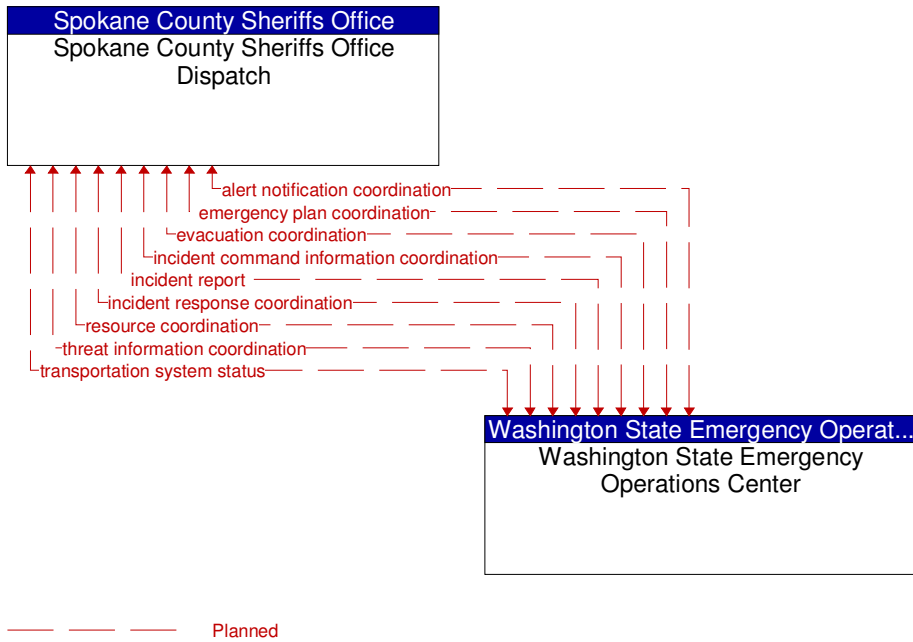 Spokane County Sheriffs Office
Spokane County Sheriffs Office
Dispatch
alert notification coordination
emergency plan coordination
evacuation coordination
incident command information coordination
incident report
incident response coordination
resource coordination
threat information coordination
transportation system status
Washington State Emergency Operat...
Washington State Emergency
Operations Center
Planned